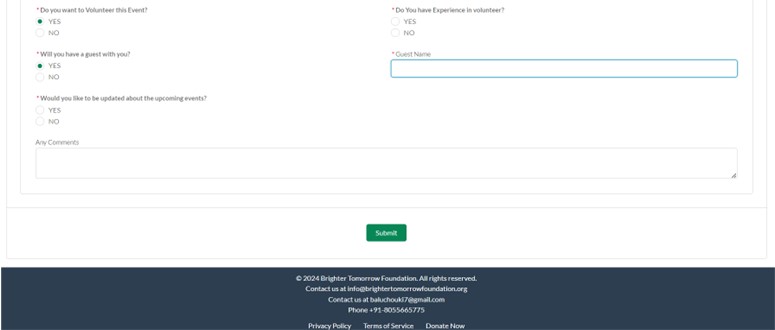 * Do you want to Volunteer this Event?
YES
NO
* Do You have Experience in volunteer?
YES
NO
* Will you have a guest with you?
YES
NO
* Guest Name
* Would you like to be updated about the upcoming events?
YES
NO
Any Comments
Submit
© 2024 Brighter Tomorrow Foundation. All rights reserved.
Contact us at info@brightertomorrowfoundation.org
Contact us at baluchoukl7@gmail.com
Phone +91-8055665775
Privacy Policy Terms of Service Donate Now